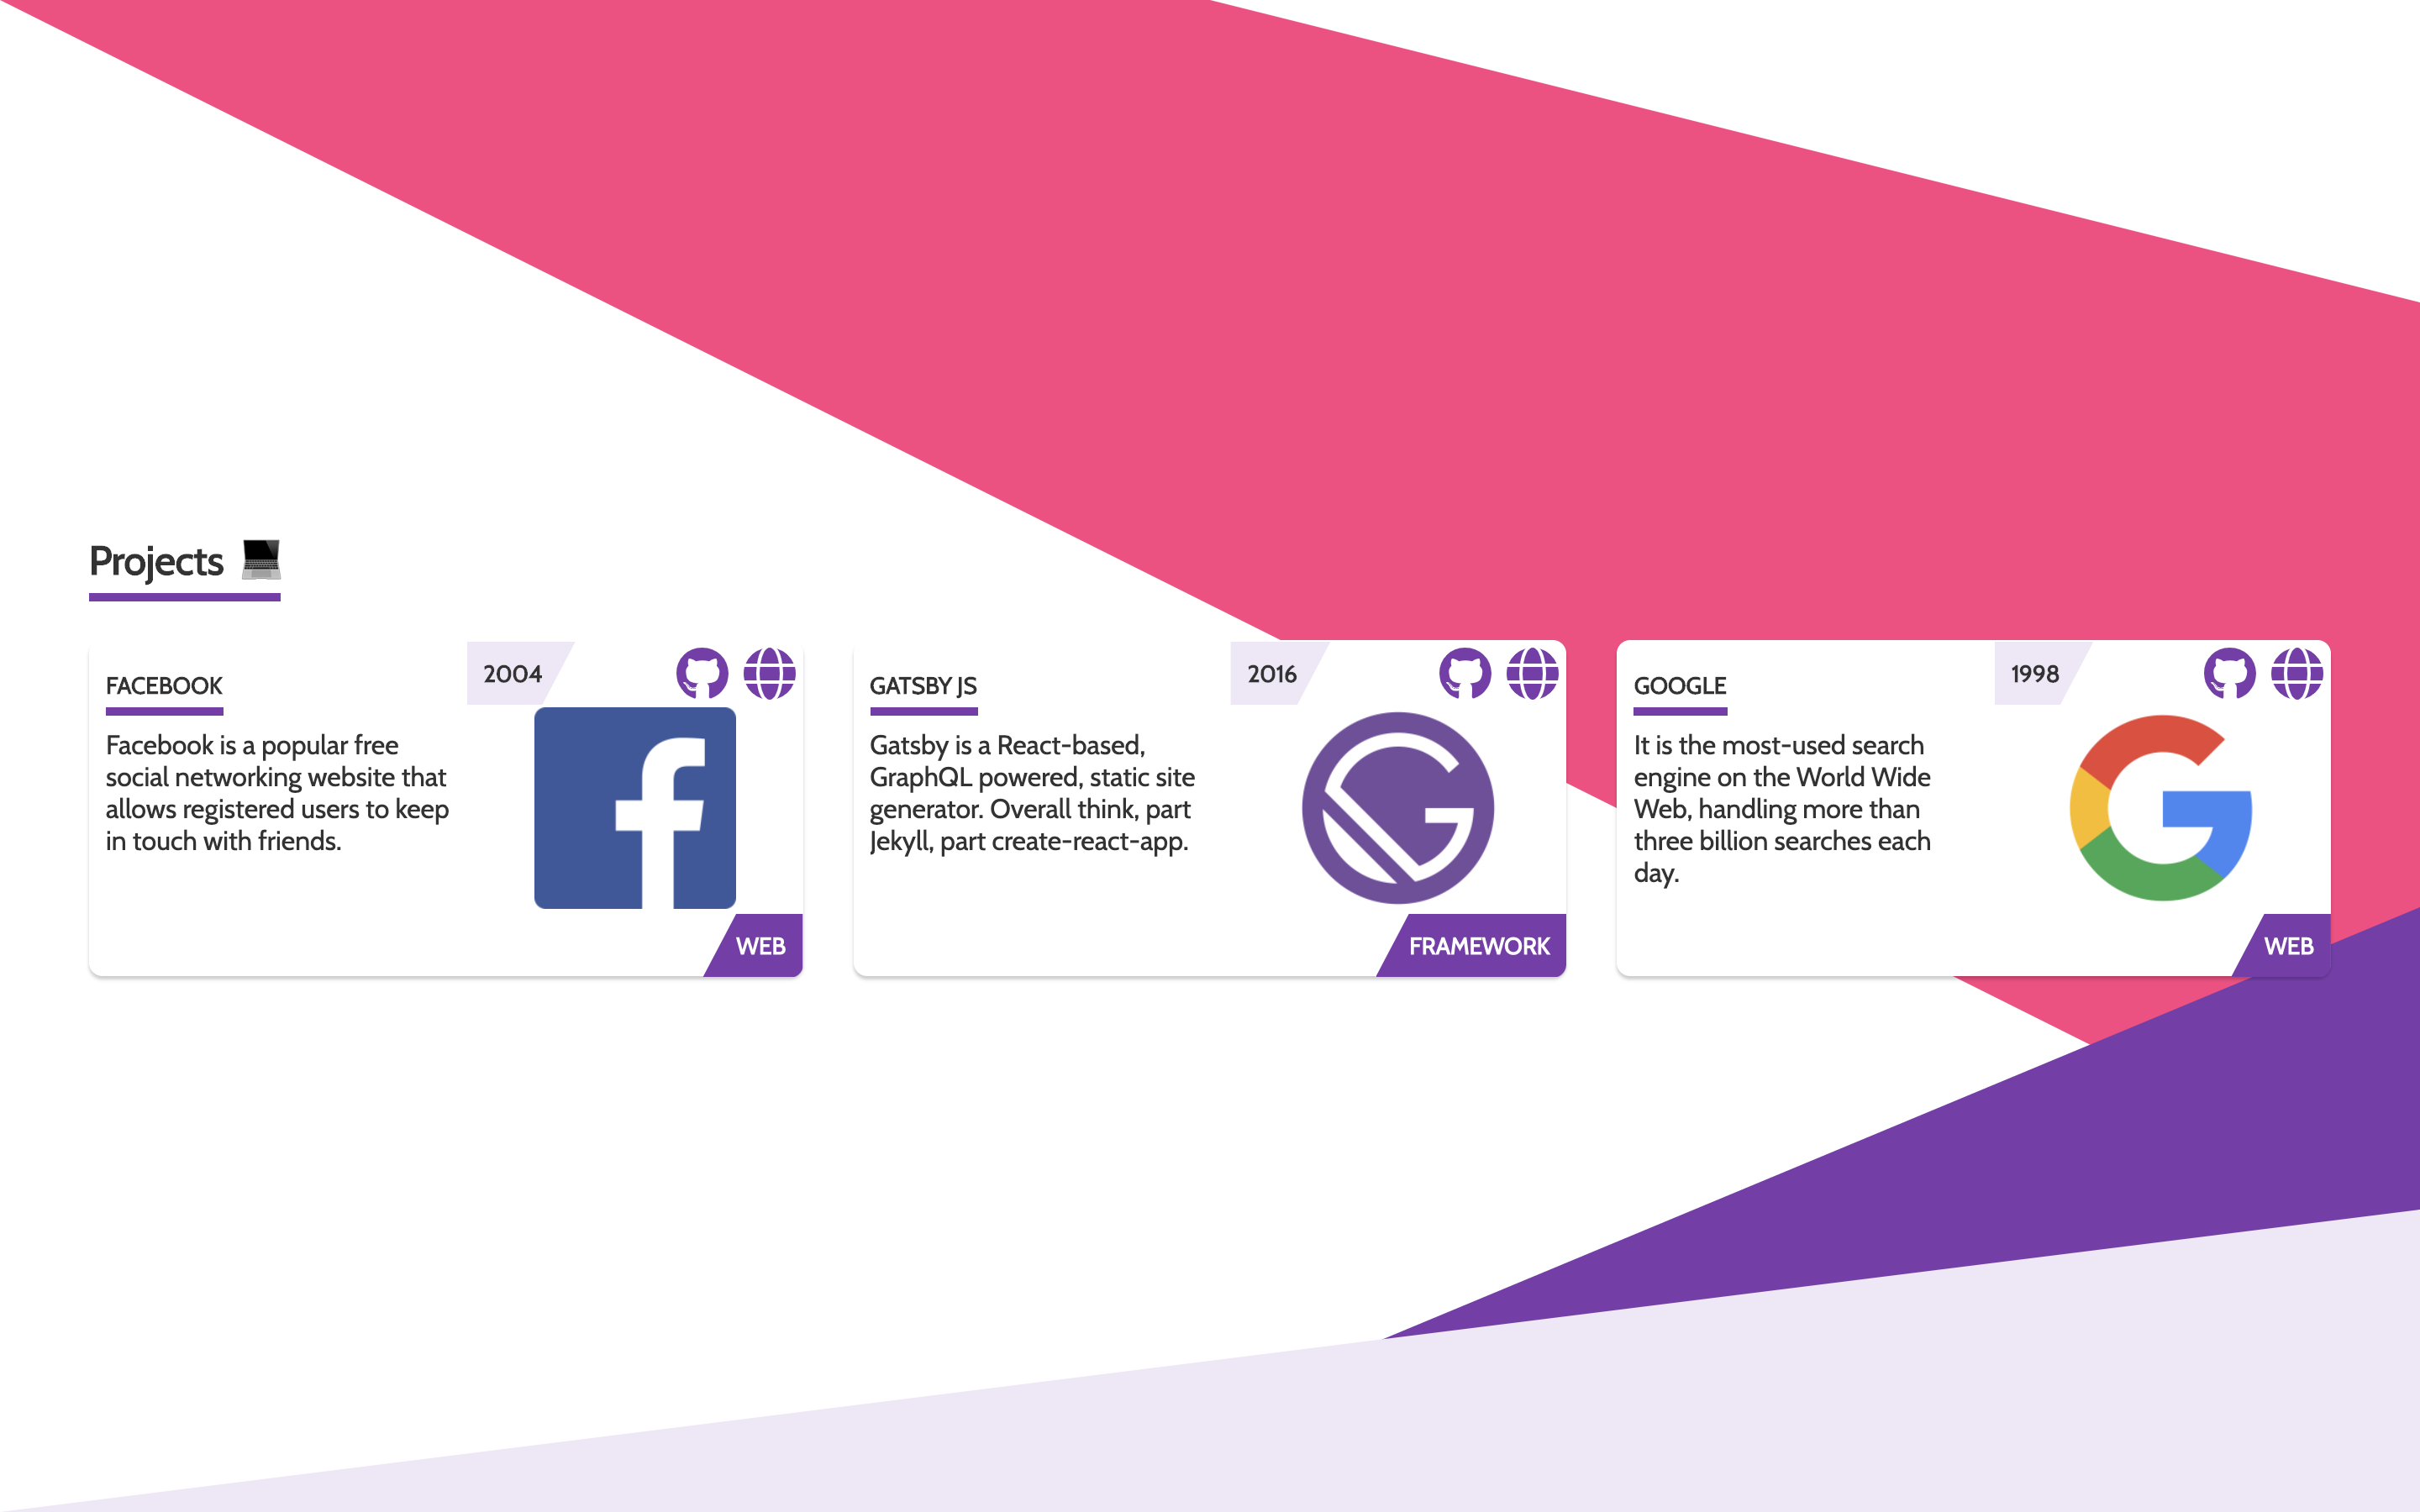 Projects 💻
FACEBOOK
2004
Facebook is a popular free
social networking website that
allows registered users to keep
in touch with friends.
WEB
GATSBY JS
2016
Gatsby is a React-based,
GraphQL powered, static site
generator. Overall think, part
Jekyll, part create-react-app.
FRAMEWORK
GOOGLE
1998
It is the most-used search
engine on the World Wide
Web, handling more than
three billion searches each
day.
WEB